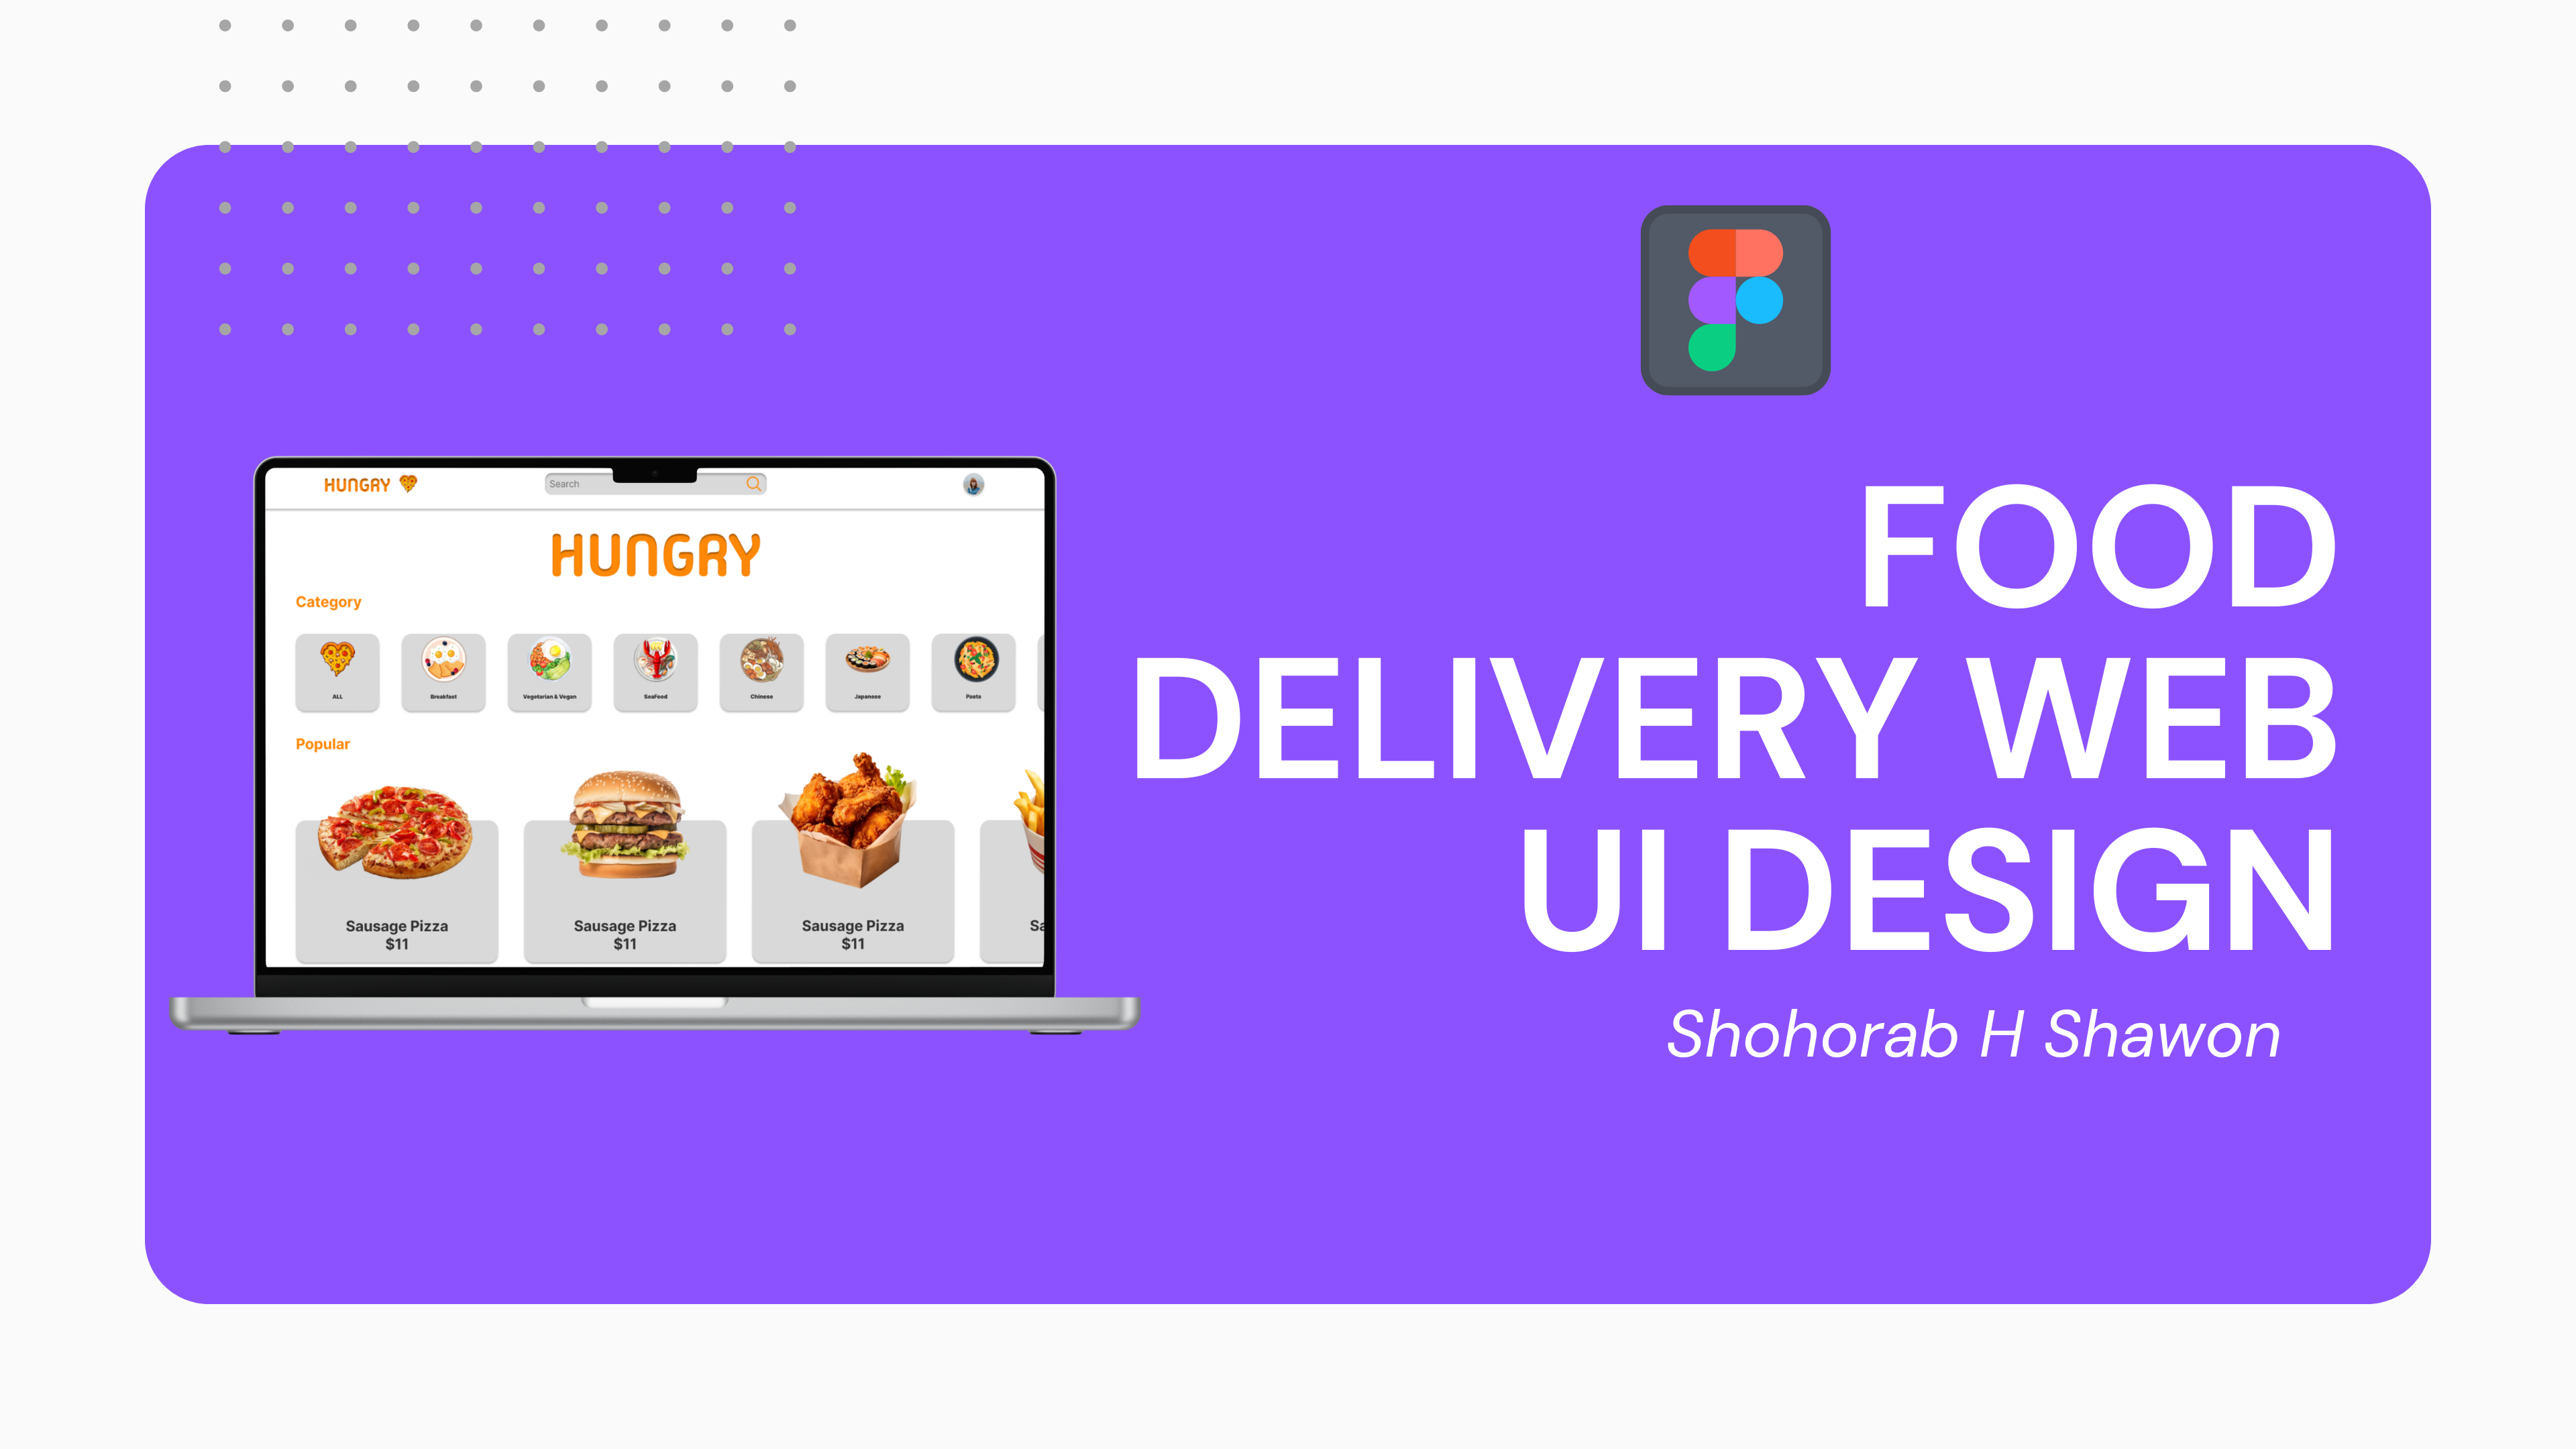 HUNGRY
Search
HUNGRY
Category
ALL
Breakfast
Vegetarian & Vegan
SeaFood
Chinese
Japanese
Pasta
Popular
Sausage Pizza
$11
Sausage Pizza
$11
Sausage Pizza
$11
Sa
FOOD
DELIVERY WEB
UI DESIGN
Shohorab H Shawon